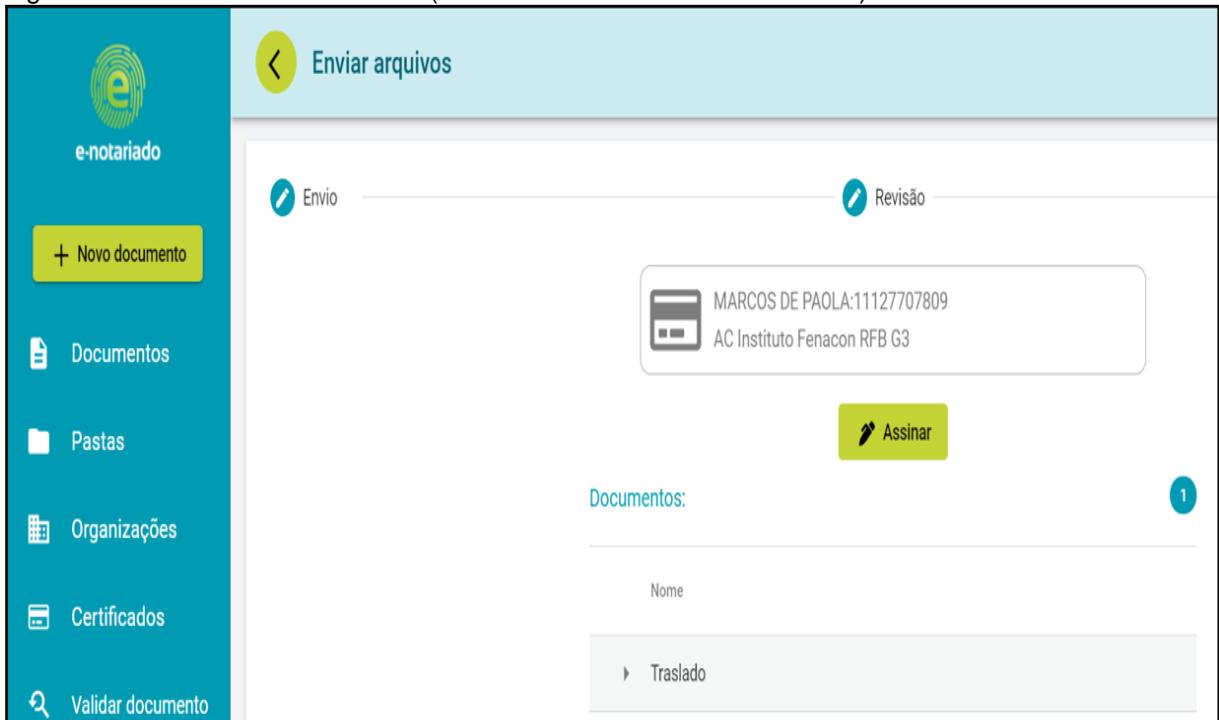 e
e-notariado
+ Novo documento
Documentos
Pastas
Organizações
Certificados
Validar documento
Enviar arquivos
Envio
Revisão
MARCOS DE PAOLA:11127707809
AC Instituto Fenacon RFB G3
Assinar
Documentos:
1
Nome
Traslado